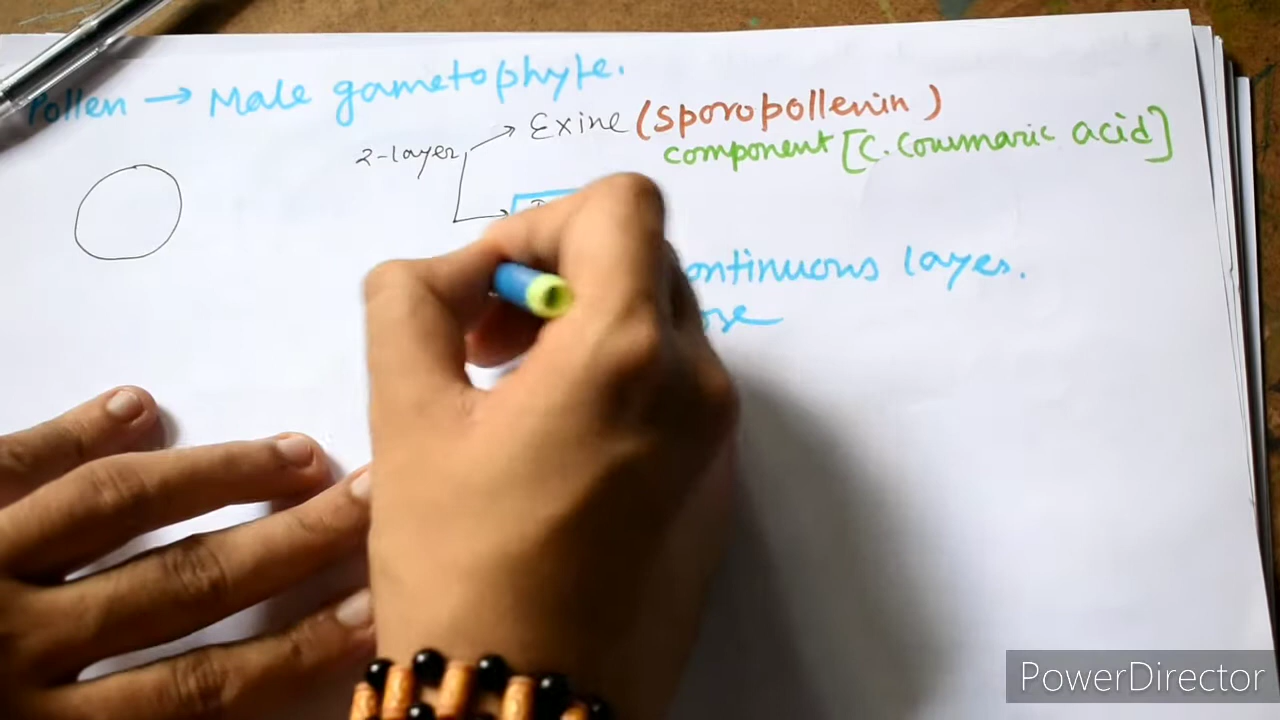 Pollen → Male gametophyte.
2-layer → Exine (sporopollenin)
component [C. Coumaric acid]
continuous layer.
PowerDirector